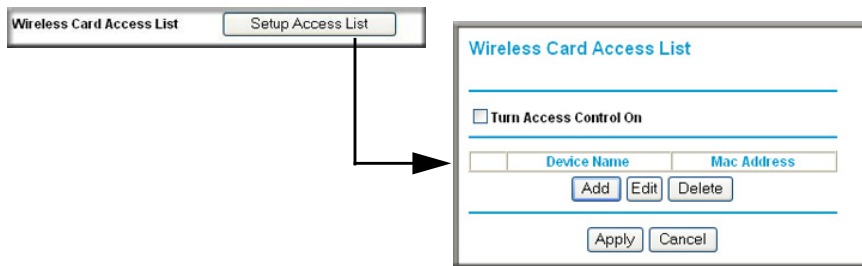 Wireless Card Access List Setup Access List
Wireless Card Access List
Turn Access Control On
Device Name Mac Address
Add Edit Delete
Apply Cancel